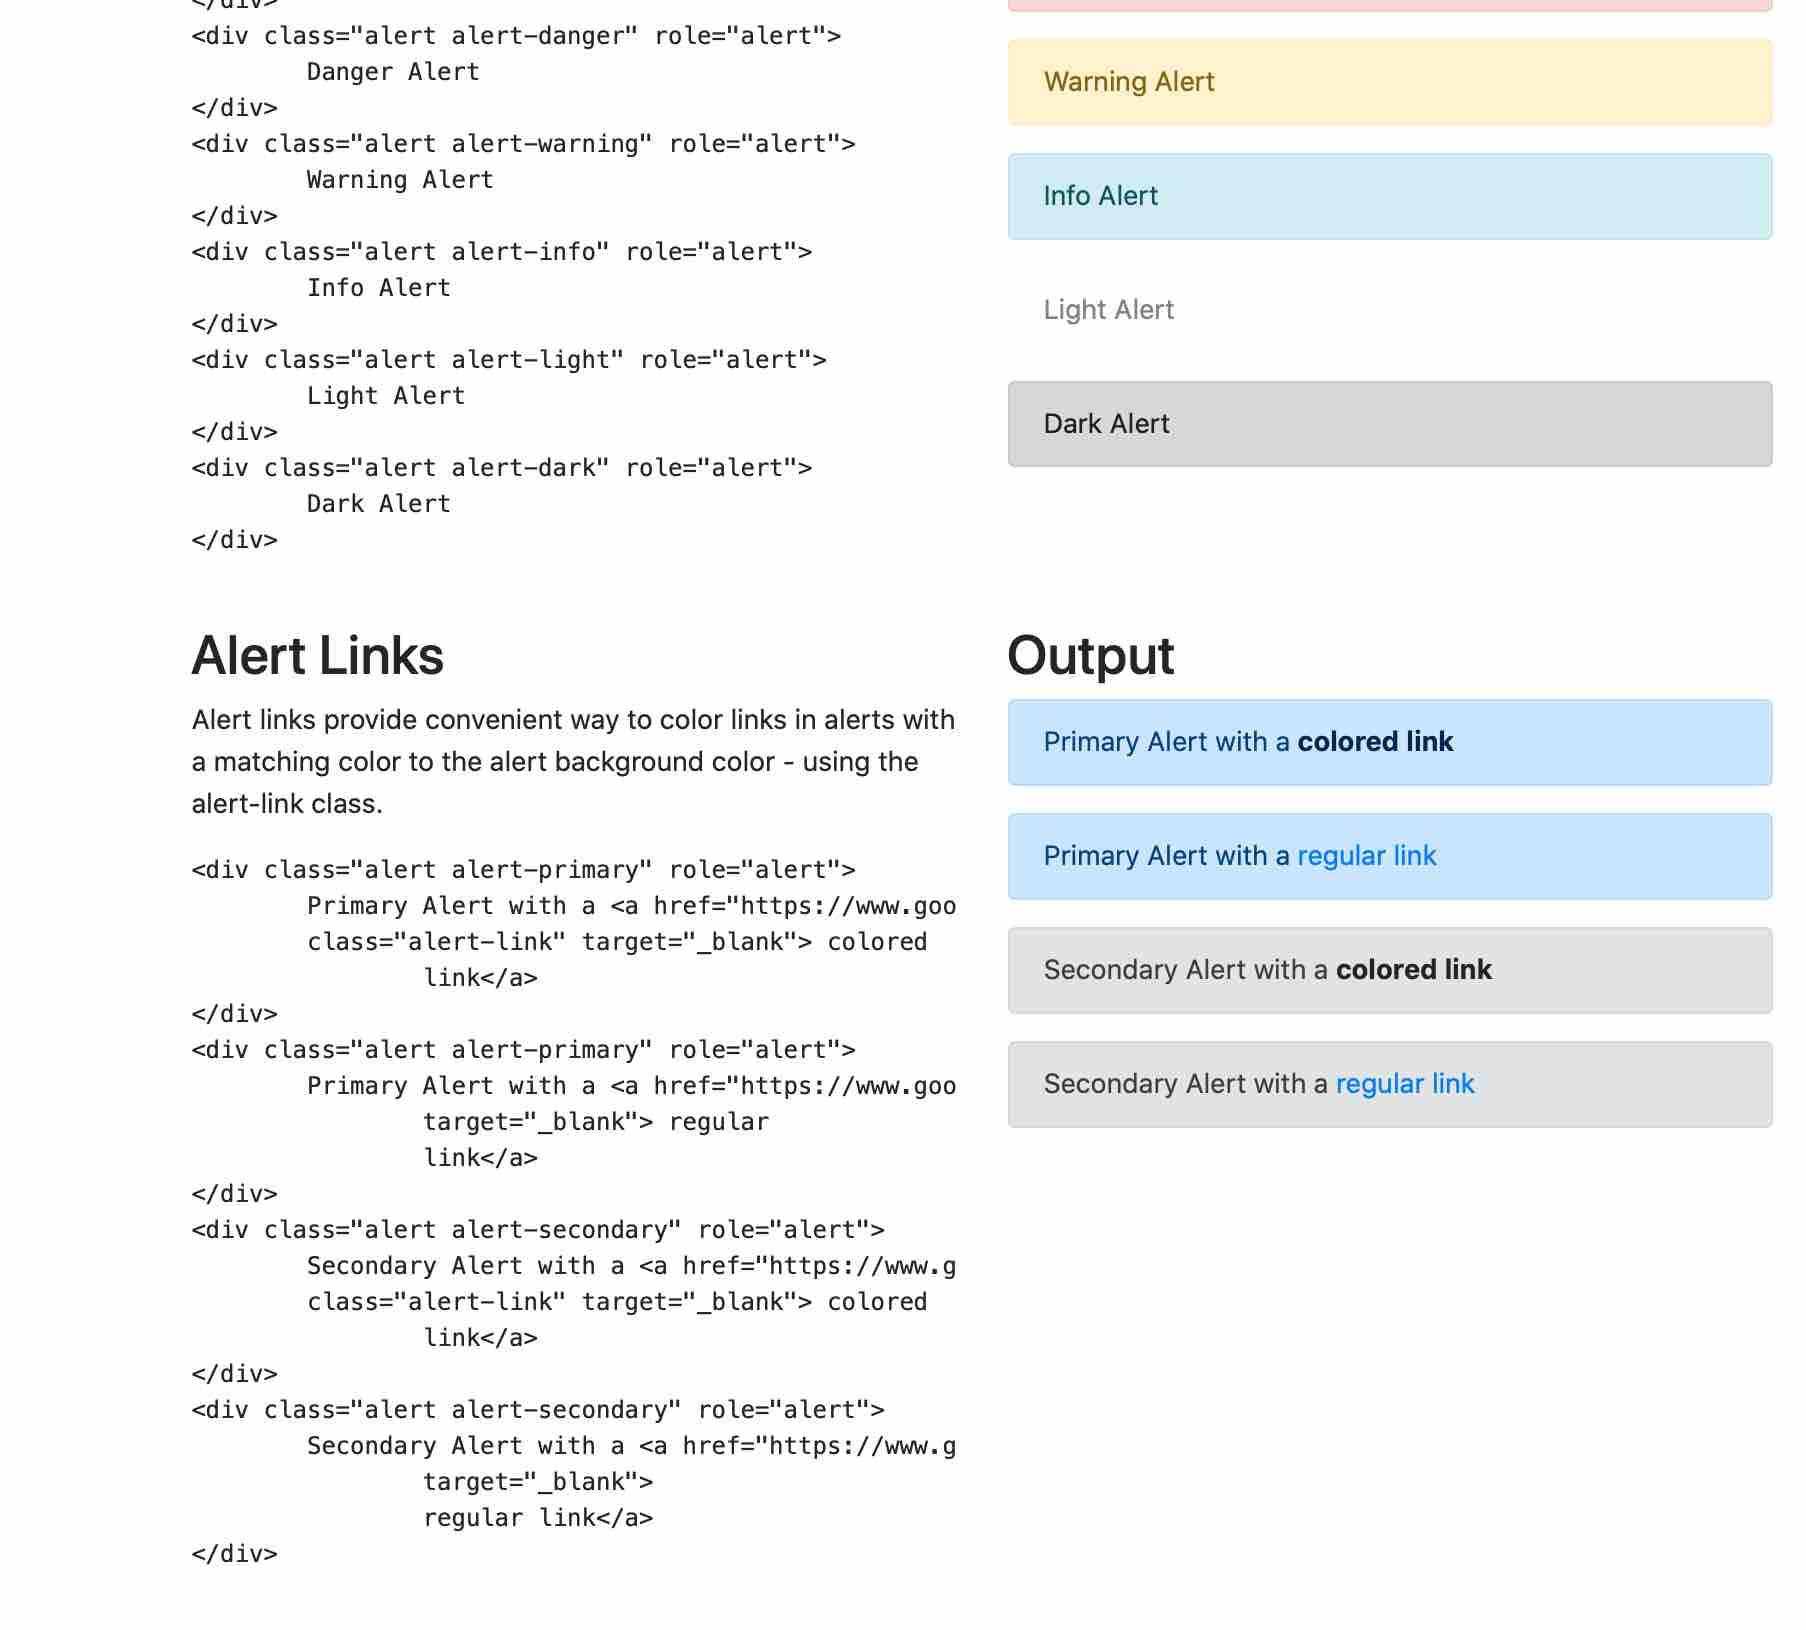 </div>
<div class="alert alert-danger" role="alert">
Danger Alert
</div>
<div class="alert alert-warning" role="alert">
Warning Alert
</div>
<div class="alert alert-info" role="alert">
Info Alert
</div>
<div class="alert alert-light" role="alert">
Light Alert
</div>
<div class="alert alert-dark" role="alert">
Dark Alert
</div>
Warning Alert
Info Alert
Light Alert
Dark Alert
Alert Links
Alert links provide convenient way to color links in alerts with
a matching color to the alert background color - using the
alert-link class.
<div class="alert alert-primary" role="alert">
Primary Alert with a <a href="https://www.goo
class="alert-link" target="_blank"> colored
link</a>
</div>
<div class="alert alert-primary" role="alert">
Primary Alert with a <a href="https://www.goo
target="_blank"> regular
link</a>
</div>
<div class="alert alert-secondary" role="alert">
Secondary Alert with a <a href="https://www.g
class="alert-link" target="_blank"> colored
link</a>
</div>
<div class="alert alert-secondary" role="alert">
Secondary Alert with a <a href="https://www.g
target="_blank">
regular link</a>
</div>
Output
Primary Alert with a colored link
Primary Alert with a regular link
Secondary Alert with a colored link
Secondary Alert with a regular link